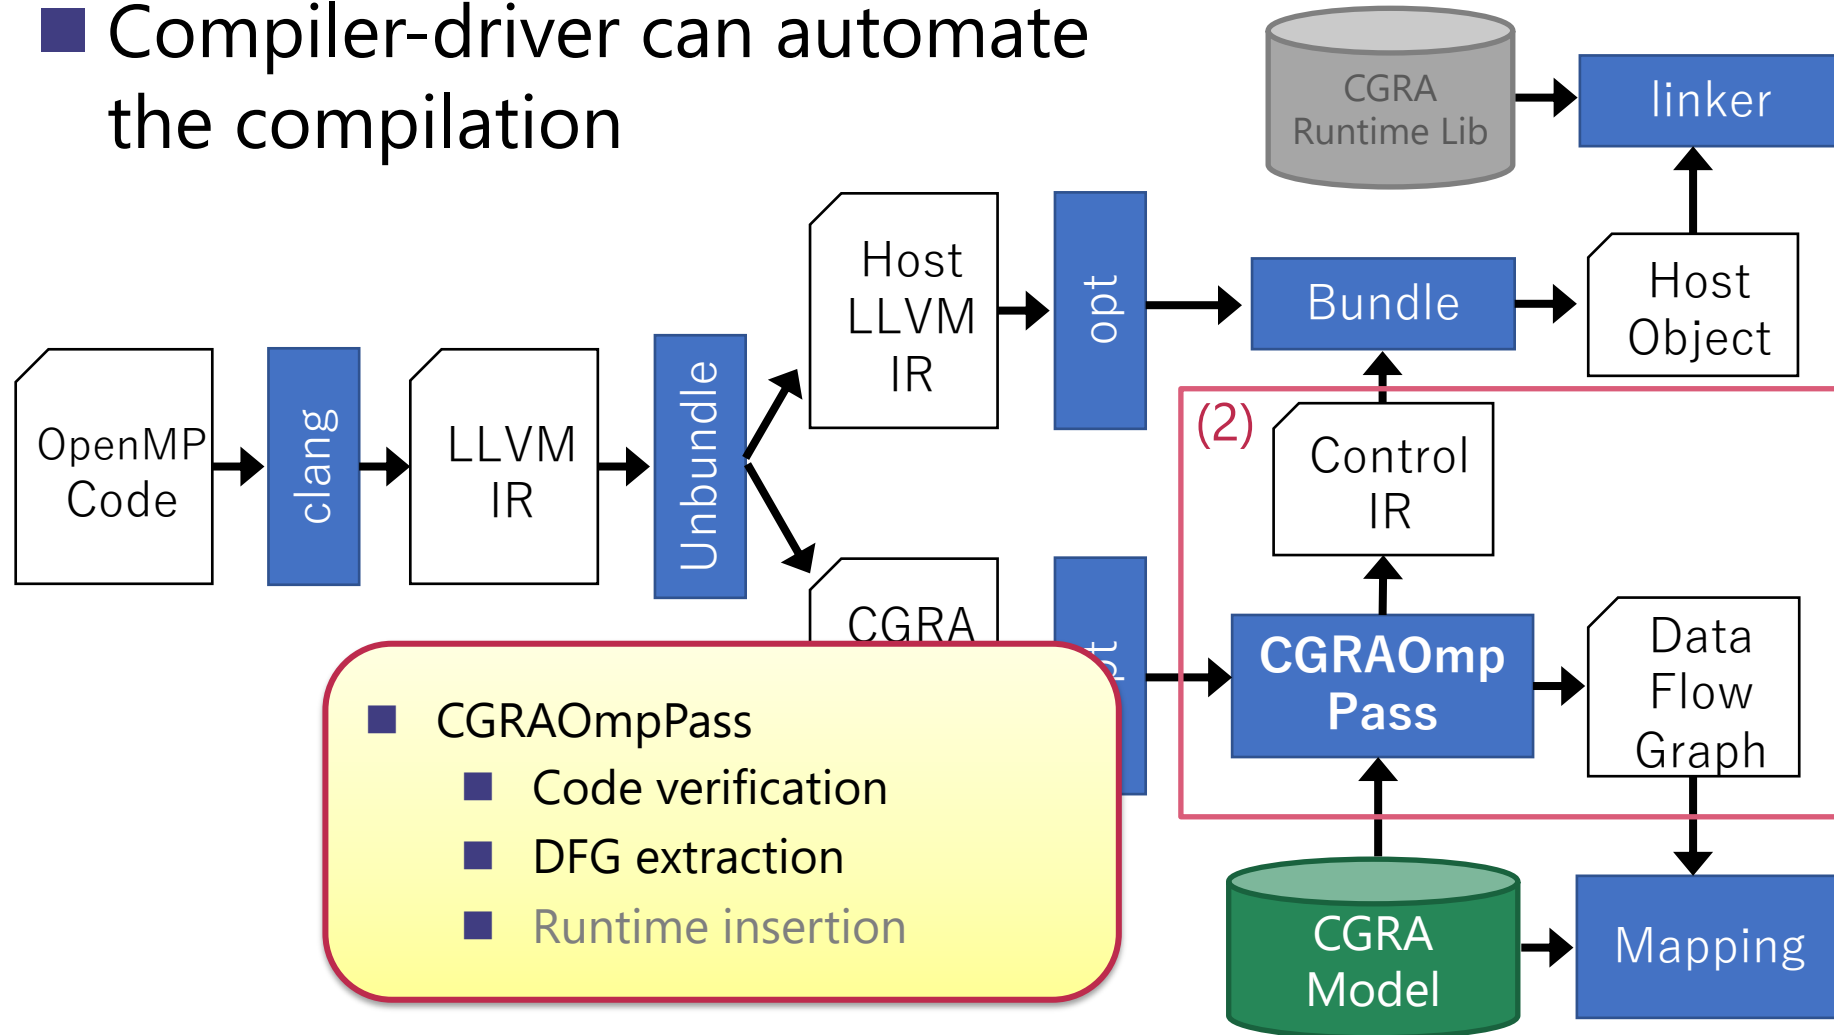 Compiler-driver can automate
the compilation
CGRA
Runtime Lib
linker
Host
LLVM
IR
opt
Bundle
Host
Object
OpenMP
Code
clang
LLVM
IR
Unbundle
(2)
Control
IR
CGRA
CGRAOmp
Pass
Data
Flow
Graph
CGRAOmpPass
Code verification
DFG extraction
Runtime insertion
CGRA
Model
Mapping